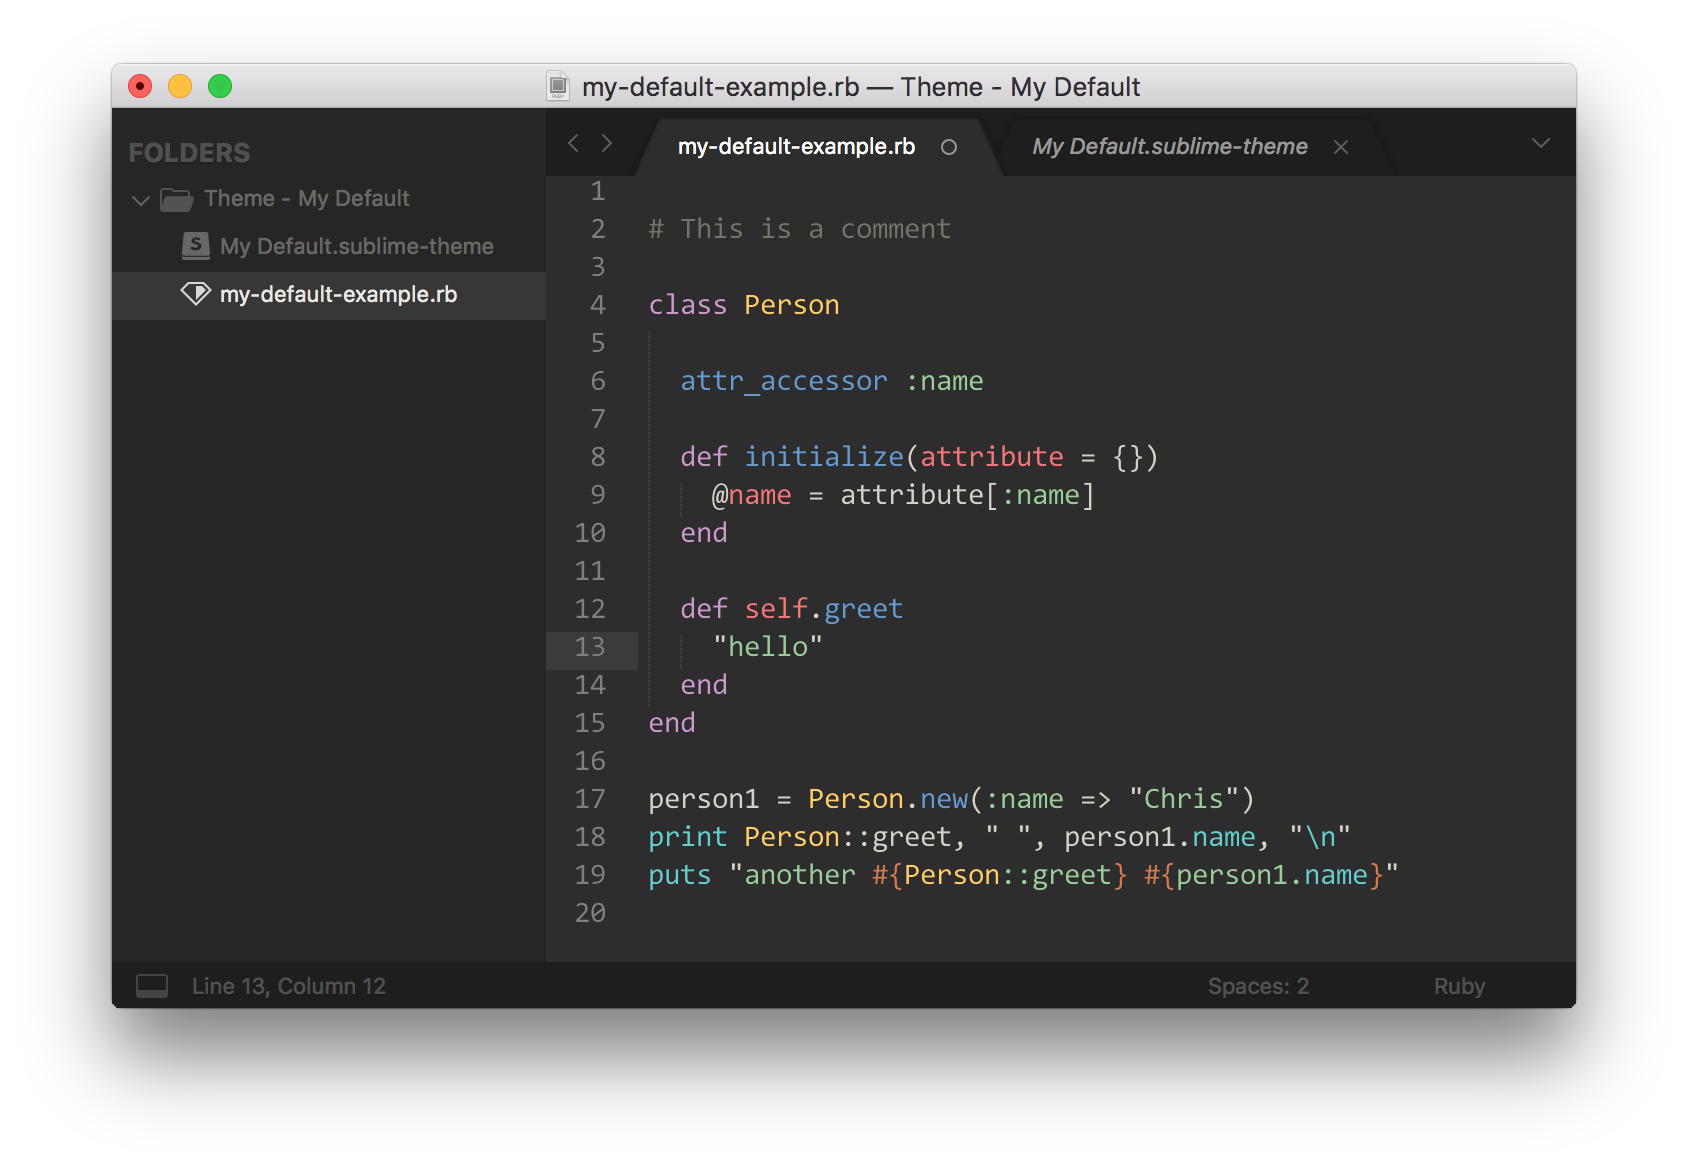 my-default-example.rb — Theme - My Default
FOLDERS
Theme - My Default
My Default.sublime-theme
my-default-example.rb
my-default-example.rb
My Default.sublime-theme
1
2 # This is a comment
3
4 class Person
5
6 attr_accessor :name
7
8 def initialize(attribute = {})
9 @name = attribute[:name]
10 end
11
12 def self.greet
13 "hello"
14 end
15 end
16
17 person1 = Person.new(:name => "Chris")
18 print Person::greet, " ", person1.name, "\n"
19 puts "another #{Person::greet} #{person1.name}"
20
Line 13, Column 12
Spaces: 2
Ruby